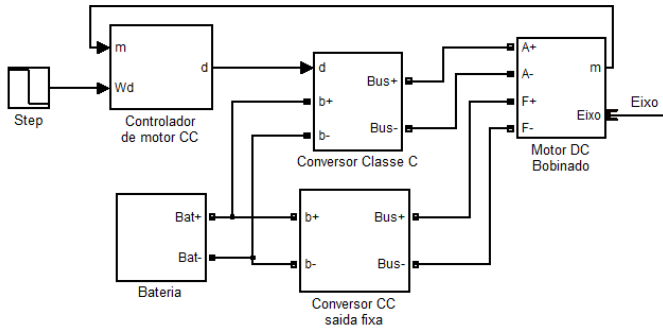 m
Wd
d
Controlador
de motor CC
Step
d
b+
b-
Bus+
Bus-
Conversor Classe C
A+
A-
F+
F-
m
Eixo
Motor DC
Bobinado
Eixo
Bat+
Bat-
Bateria
b+
b-
Bus+
Bus-
Conversor CC
saida fixa